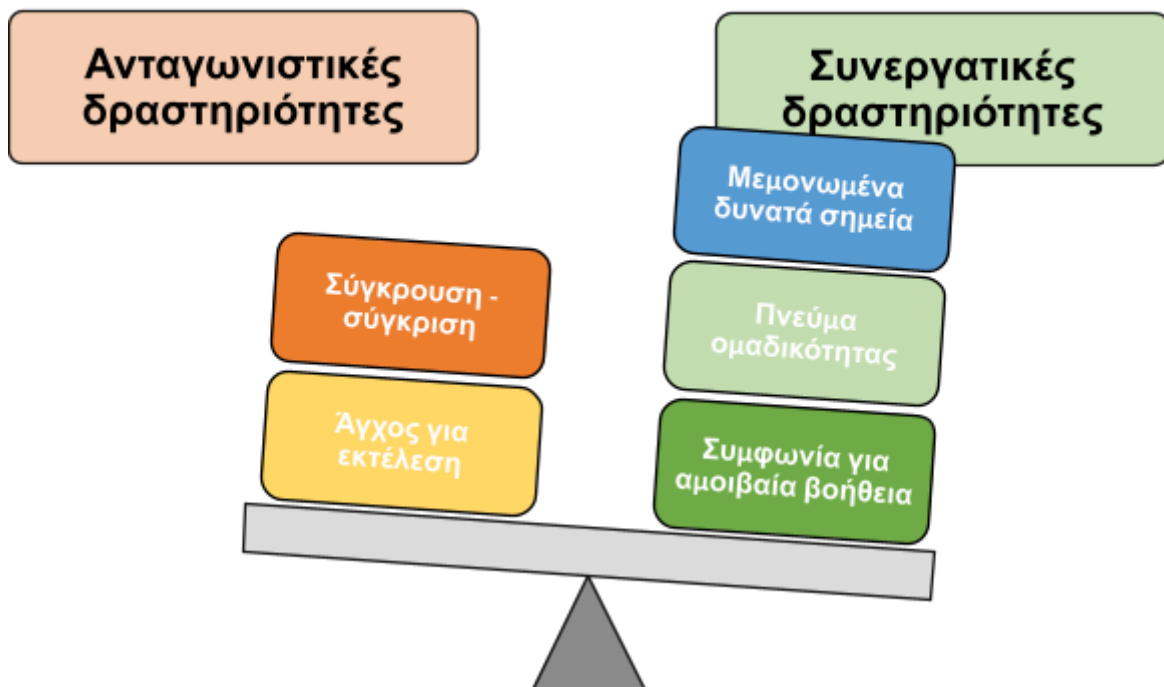 Ανταγωνιστικές
δραστηριότητες
Συνεργατικές
δραστηριότητες
Μεμονωμένα
δυνατά σημεία
Σύγκρουση -
σύγκριση
Πνεύμα
ομαδικότητας
Άγχος για
εκτέλεση
Συμφωνία για
αμοιβαία βοήθεια